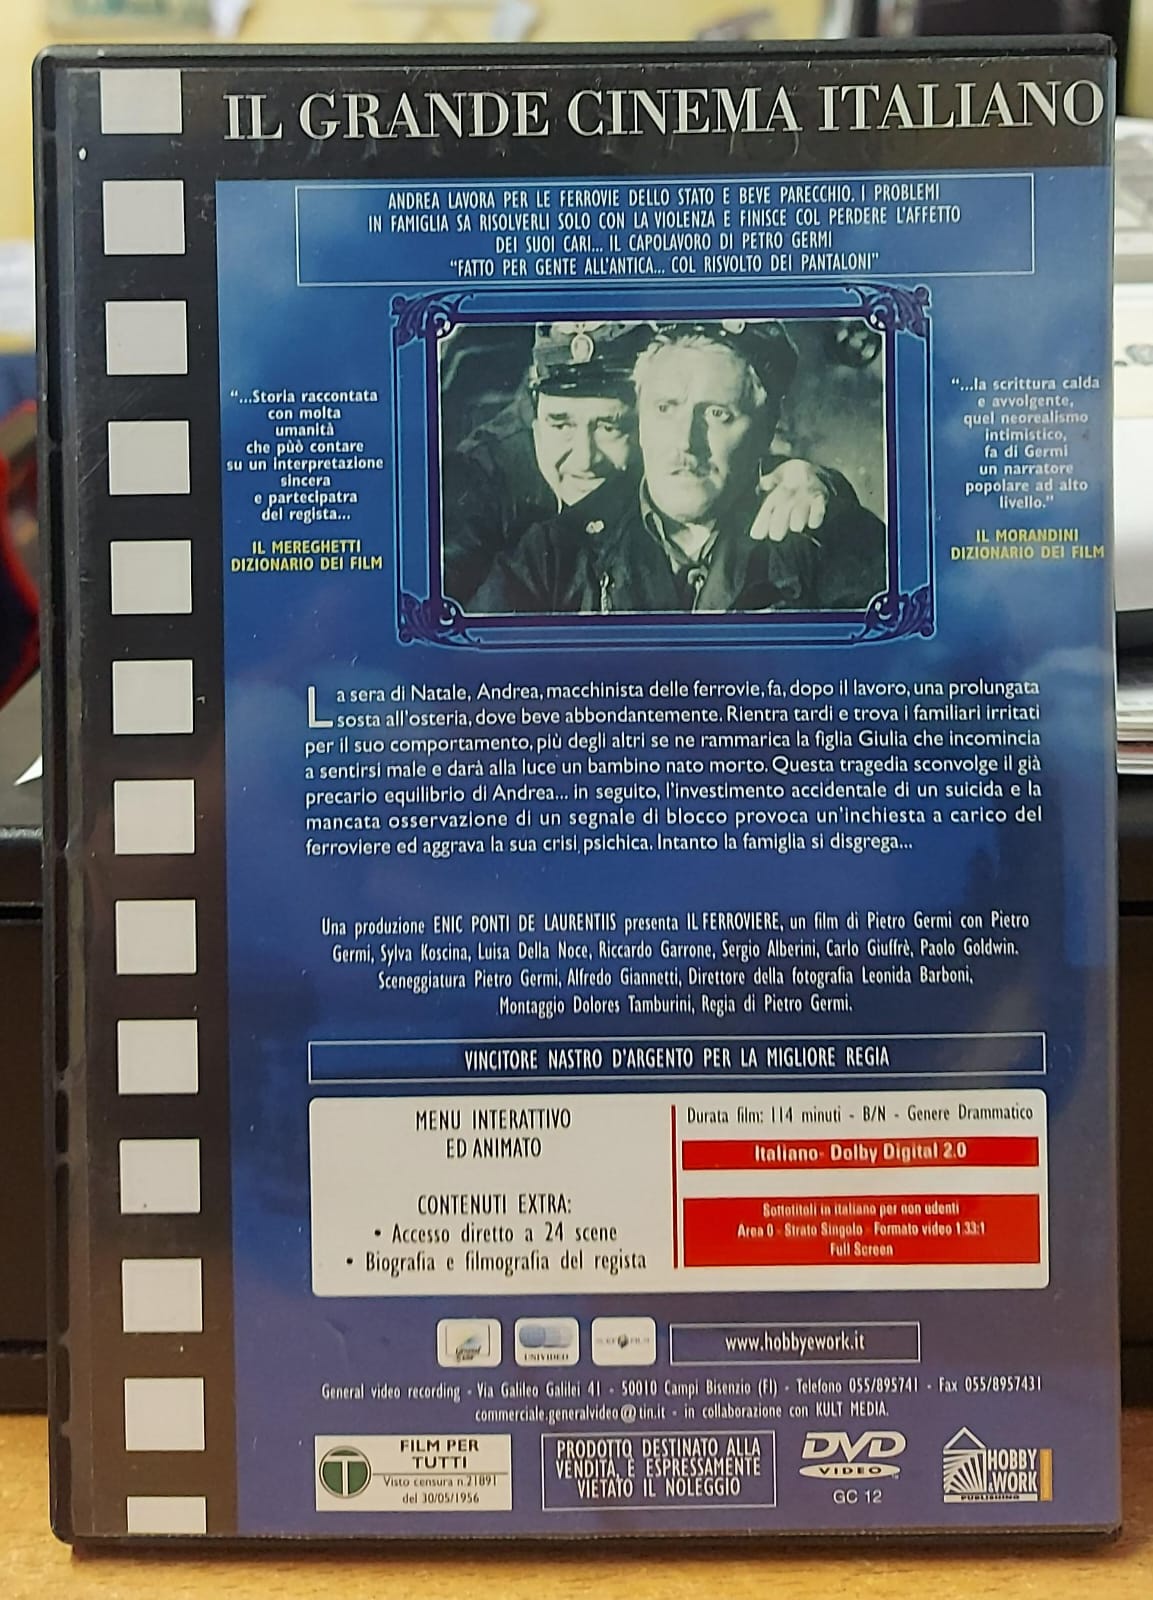 IL GRANDE CINEMA ITALIANO
ANDREA LAVORA PER LE FERROVIE DELLO STATO E BEVE PARECCHIO. I PROBLEMI
IN FAMIGLIA SA RISOLVERLI SOLO CON LA VIOLENZA E FINISCE COL PERDERE L'AFFETTO
DEI SUOI CARI... IL CAPOLAVORO DI PETRO GERMI
"FATTO PER GENTE ALL'ANTICA... COL RISVOLTO DEI PANTALONI"
"...Storia raccontata
con molta
umanità
che pùò contare
su un interpretazione
sincera
e partecipatra
del regista...
IL MEREGHETTI
DIZIONARIO DEI FILM
"...la scrittura calda
e avvolgente,
quel neorealismo
intimistico,
fa di Germi
un narratore
popolare ad alto
livello."
IL MORANDINI
DIZIONARIO DEI FILM
La sera di Natale, Andrea, macchinista delle ferrovie, fa, dopo il lavoro, una prolungata
sosta all'osteria, dove beve abbondantemente. Rientra tardi e trova i familiari irritati
per il suo comportamento, più degli altri se ne rammarica la figlia Giulia che incomincia
a sentirsi male e darà alla luce un bambino nato morto. Questa tragedia sconvolge il già
precario equilibrio di Andrea... in seguito, l'investimento accidentale di un suicida e la
mancata osservazione di un segnale di blocco provoca un'inchiesta a carico del
ferroviere ed aggrava la sua crisi psichica. Intanto la famiglia si disgrega...
Una produzione ENIC PONTI DE LAURENTIIS presenta IL FERROVIERE, un film di Pietro Germi con Pietro
Germi, Sylva Koscina, Luisa Della Noce, Riccardo Garrone, Sergio Alberini, Carlo Giuffrè, Paolo Goldwin.
Sceneggiatura Pietro Germi, Alfredo Giannetti, Direttore della fotografia Leonida Barboni,
Montaggio Dolores Tamburini, Regia di Pietro Germi.
VINCITORE NASTRO D'ARGENTO PER LA MIGLIORE REGIA
MENU INTERATTIVO
ED ANIMATO
CONTENUTI EXTRA:
• Accesso diretto a 24 scene
• Biografia e filmografia del regista
Durata film: 114 minuti - B/N - Genere Drammatico
Italiano- Dolby Digital 2.0
Sottotitoli in italiano per non udenti
Area 0 - Strato Singolo - Formato video 1.33:1
Full Screen
UNIVIDEO
www.hobbyework.it
General video recording - Via Galileo Galilei 41 - 50010 Campi Bisenzio (FI) - Telefono 055/895741 - Fax 055/8957431
commerciale.generalvideo@tin.it - in collaborazione con KULT MEDIA.
T
FILM PER
TUTTI
Visto censura n.21891
del 30/05/1956
PRODOTTO DESTINATO ALLA
VENDITA, È ESPRESSAMENTE
VIETATO IL NOLEGGIO
DVD
VIDEO
GC 12
HOBBY
&WORK
PUBLISHING